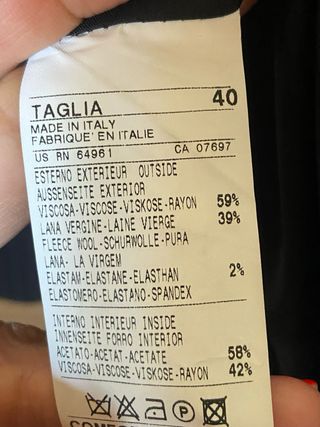 TAGLIA 40
MADE IN ITALY
FABRIQUE EN ITALIE
US RN 64961 CA 07697
ESTERNO EXTERIEUR OUTSIDE
AUSSENSEITE EXTERIOR
VISCOSA-VISCOSE-VISKOSE-RAYON 59%
LANA VERGINE-LAINE VIERGE 39%
FLEECE WOOL-SCHURWOLLE-PURA
LANA- LA VIRGEM
ELASTAM-ELASTANE-ELASTHAN 2%
ELASTOMERO-ELASTANO-SPANDEX
INTERNO INTERIEUR INSIDE
INNENSEITE FORRO INTERIOR
ACETATO-ACETAT-ACETATE 58%
VISCOSA-VISCOSE-VISKOSE-RAYON 42%
P